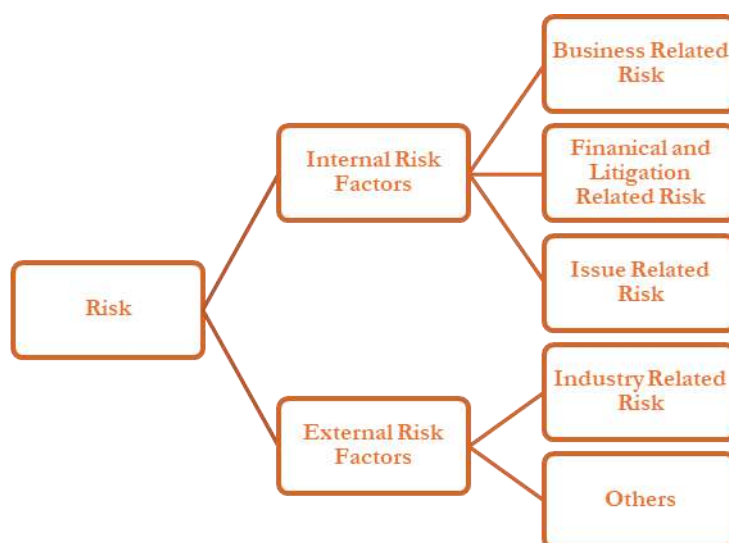 Risk
Internal Risk
Factors
Business Related
Risk
Finanical and
Litigation
Related Risk
Issue Related
Risk
External Risk
Factors
Industry Related
Risk
Others